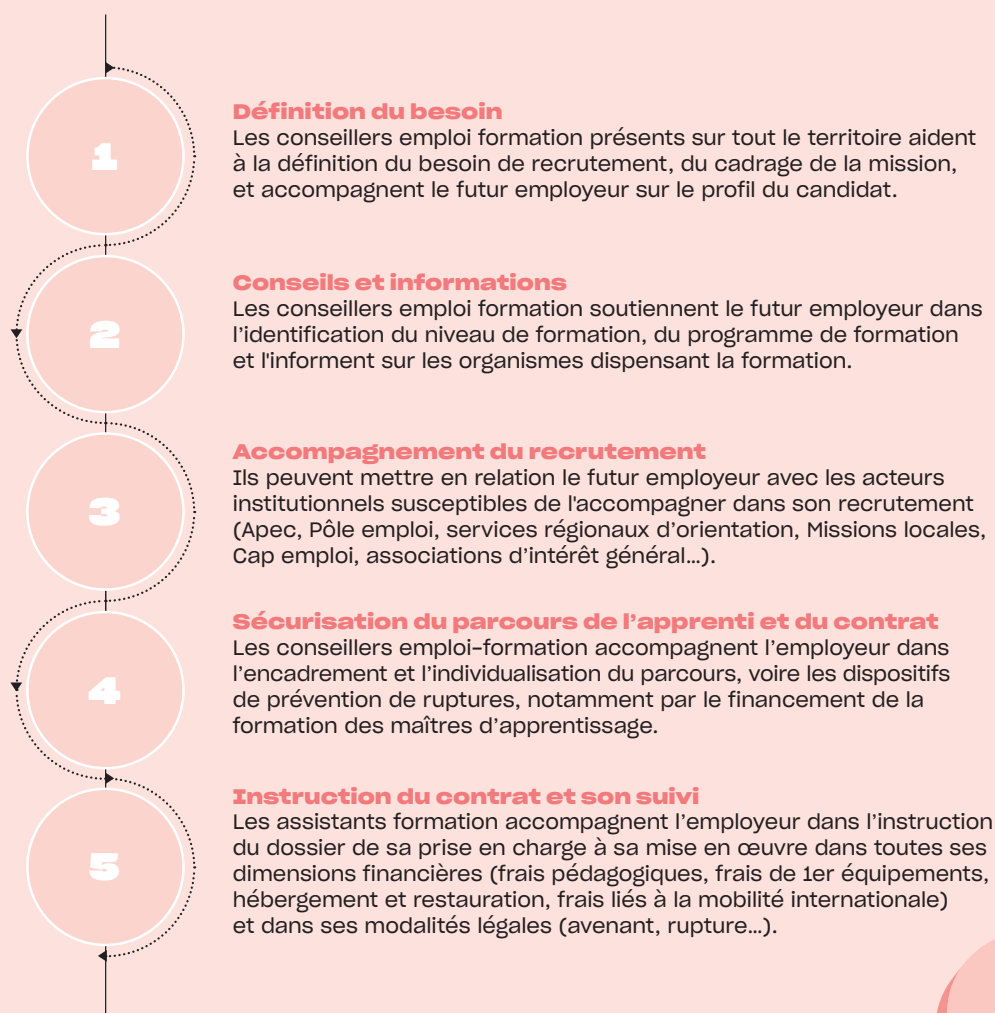 1
Définition du besoin
Les conseillers emploi formation présents sur tout le territoire aident
à la définition du besoin de recrutement, du cadrage de la mission,
et accompagnent le futur employeur sur le profil du candidat.
2
Conseils et informations
Les conseillers emploi formation soutiennent le futur employeur dans
l’identification du niveau de formation, du programme de formation
et l'informent sur les organismes dispensant la formation.
3
Accompagnement du recrutement
Ils peuvent mettre en relation le futur employeur avec les acteurs
institutionnels susceptibles de l'accompagner dans son recrutement
(Apec, Pôle emploi, services régionaux d’orientation, Missions locales,
Cap emploi, associations d’intérêt général…).
4
Sécurisation du parcours de l’apprenti et du contrat
Les conseillers emploi-formation accompagnent l’employeur dans
l’encadrement et l’individualisation du parcours, voire les dispositifs
de prévention de ruptures, notamment par le financement de la
formation des maîtres d’apprentissage.
5
Instruction du contrat et son suivi
Les assistants formation accompagnent l’employeur dans l’instruction
du dossier de sa prise en charge à sa mise en œuvre dans toutes ses
dimensions financières (frais pédagogiques, frais de 1er équipements,
hébergement et restauration, frais liés à la mobilité internationale)
et dans ses modalités légales (avenant, rupture…).